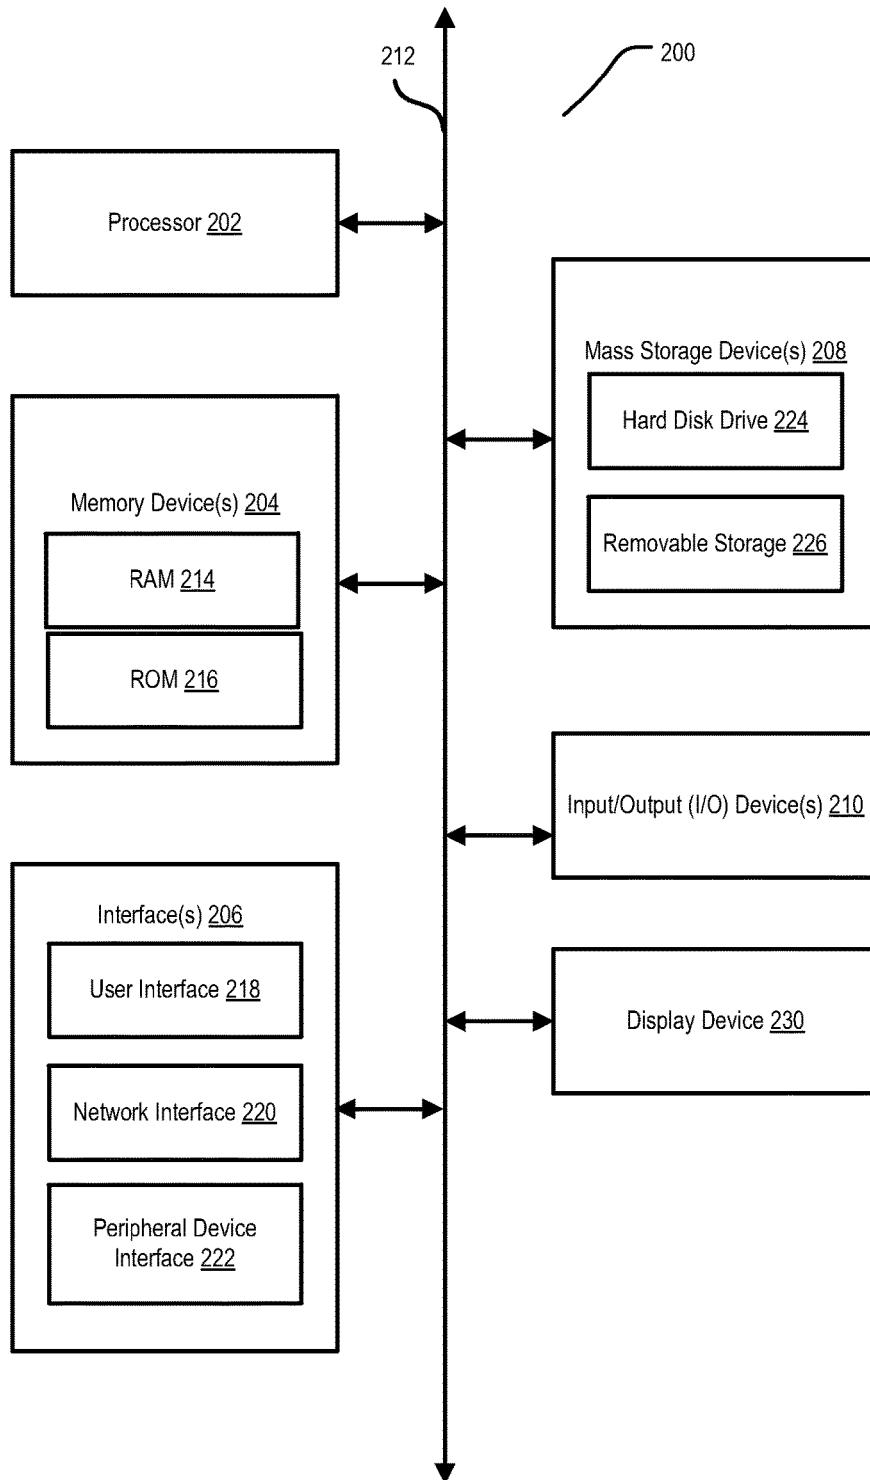 212
200
Processor 202
Mass Storage Device(s) 208
Hard Disk Drive 224
Removable Storage 226
Memory Device(s) 204
RAM 214
ROM 216
Input/Output (I/O) Device(s) 210
Interface(s) 206
User Interface 218
Network Interface 220
Peripheral Device
Interface 222
Display Device 230